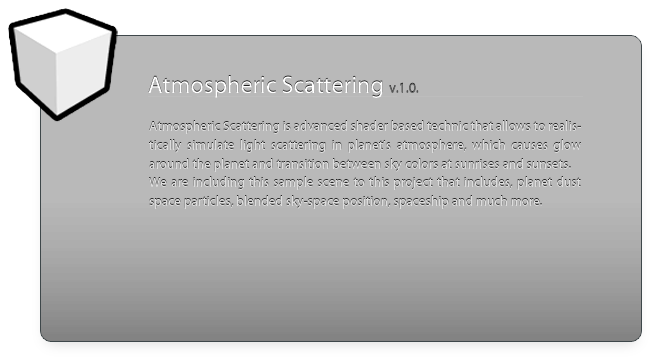 Atmospheric Scattering v.1.0.
Atmospheric Scattering is advanced shader based technic that allows to realis-
tically simulate light scattering in planet's atmosphere, which causes glow
around the planet and transition between sky colors at sunrises and sunsets.
We are including this sample scene to this project that includes, planet dust
space particles, blended sky-space position, spaceship and much more.